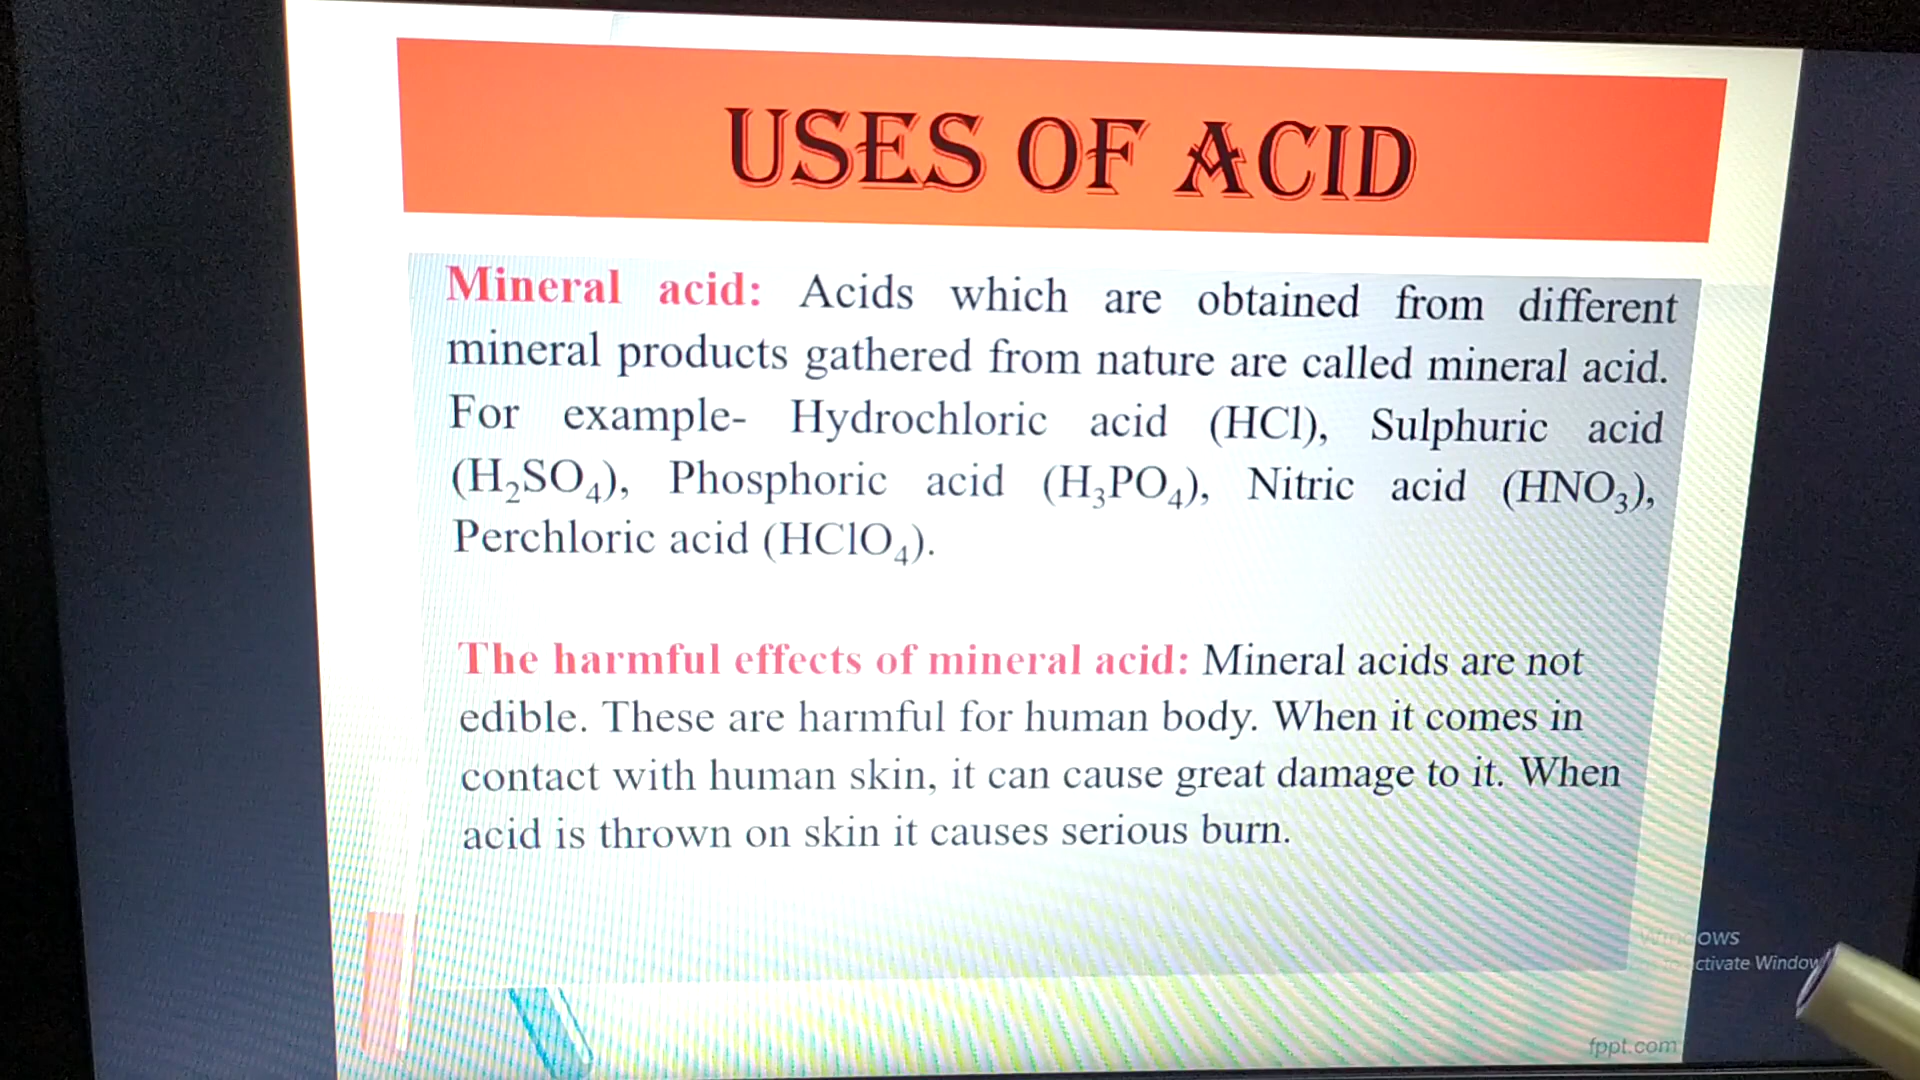 USES OF ACID
Mineral acid: Acids which are obtained from different
mineral products gathered from nature are called mineral acid.
For example- Hydrochloric acid (HCl), Sulphuric acid
(H₂SO₄), Phosphoric acid (H₃PO₄), Nitric acid (HNO₃),
Perchloric acid (HClO₄).
The harmful effects of mineral acid: Mineral acids are not
edible. These are harmful for human body. When it comes in
contact with human skin, it can cause great damage to it. When
acid is thrown on skin it causes serious burn.
Windows
ctivate Window
fppt.com